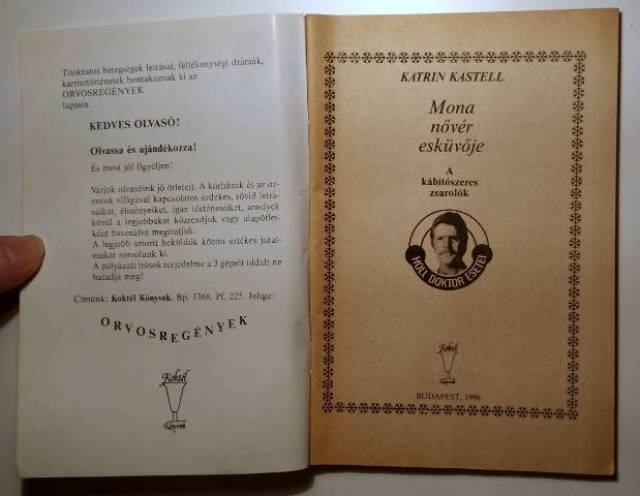 Titokzatos betegségek leírásai, féltékenységi drámák,
karriertörténetek bontakoznak ki az
ORVOSREGÉNYEK
lapjain.
KEDVES OLVASÓ!
Olvassa és ajándékozza!
És most jól figyeljen!
Várjuk olvasóink jó ötleteit. A kórházak és az or-
vosok világával kapcsolatos érdekes, rövid leírá-
saikat, élményeiket, igaz történeteiket, amelyek
közül a legjobbakat közreadjuk vagy alapötlet-
ként használva megíratjuk.
A legjobb sztorit beküldők között értékes jutal-
makat sorsolunk ki.
A pályázati írások terjedelme a 3 gépelt oldalt ne
haladja meg!
Címünk: Koktél Könyvek, Bp. 1368. Pf. 225. Jelige:
ORVOSREGÉNYEK
Koktél
Könyvek
KATRIN KASTELL
Mona
nővér
esküvője
A
kábítószeres
zsarolók
HOLL DOKTOR ESETEI
Koktél
Könyvek
BUDAPEST, 1990